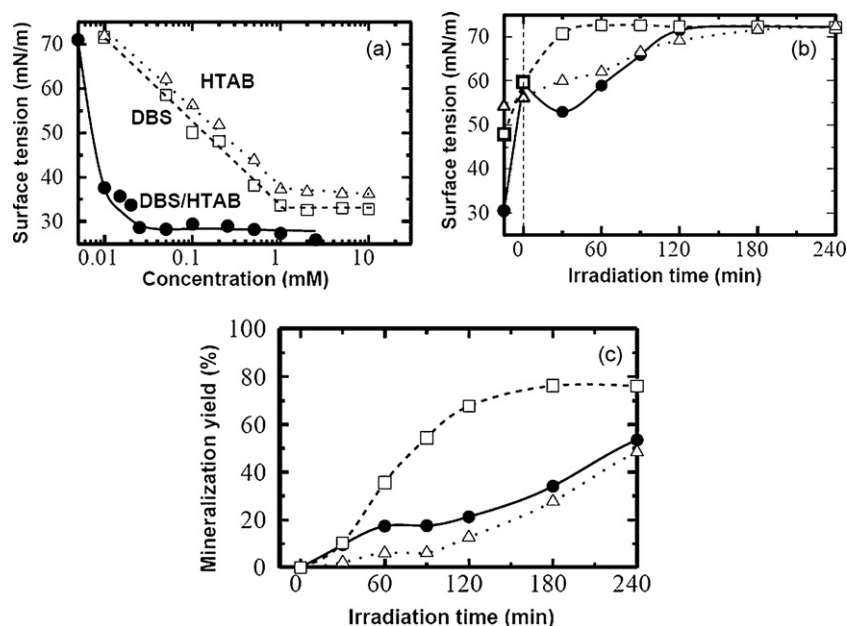 (a)
Surface tension (mN/m)
70
60
50
40
30
HTAB
DBS
DBS/HTAB
0.01
0.1
1
10
Concentration (mM)
(b)
Surface tension (mN/m)
70
60
50
40
30
0
60
120
180
240
Irradiation time (min)
(c)
Mineralization yield (%)
100
80
60
40
20
0
0
60
120
180
240
Irradiation time (min)